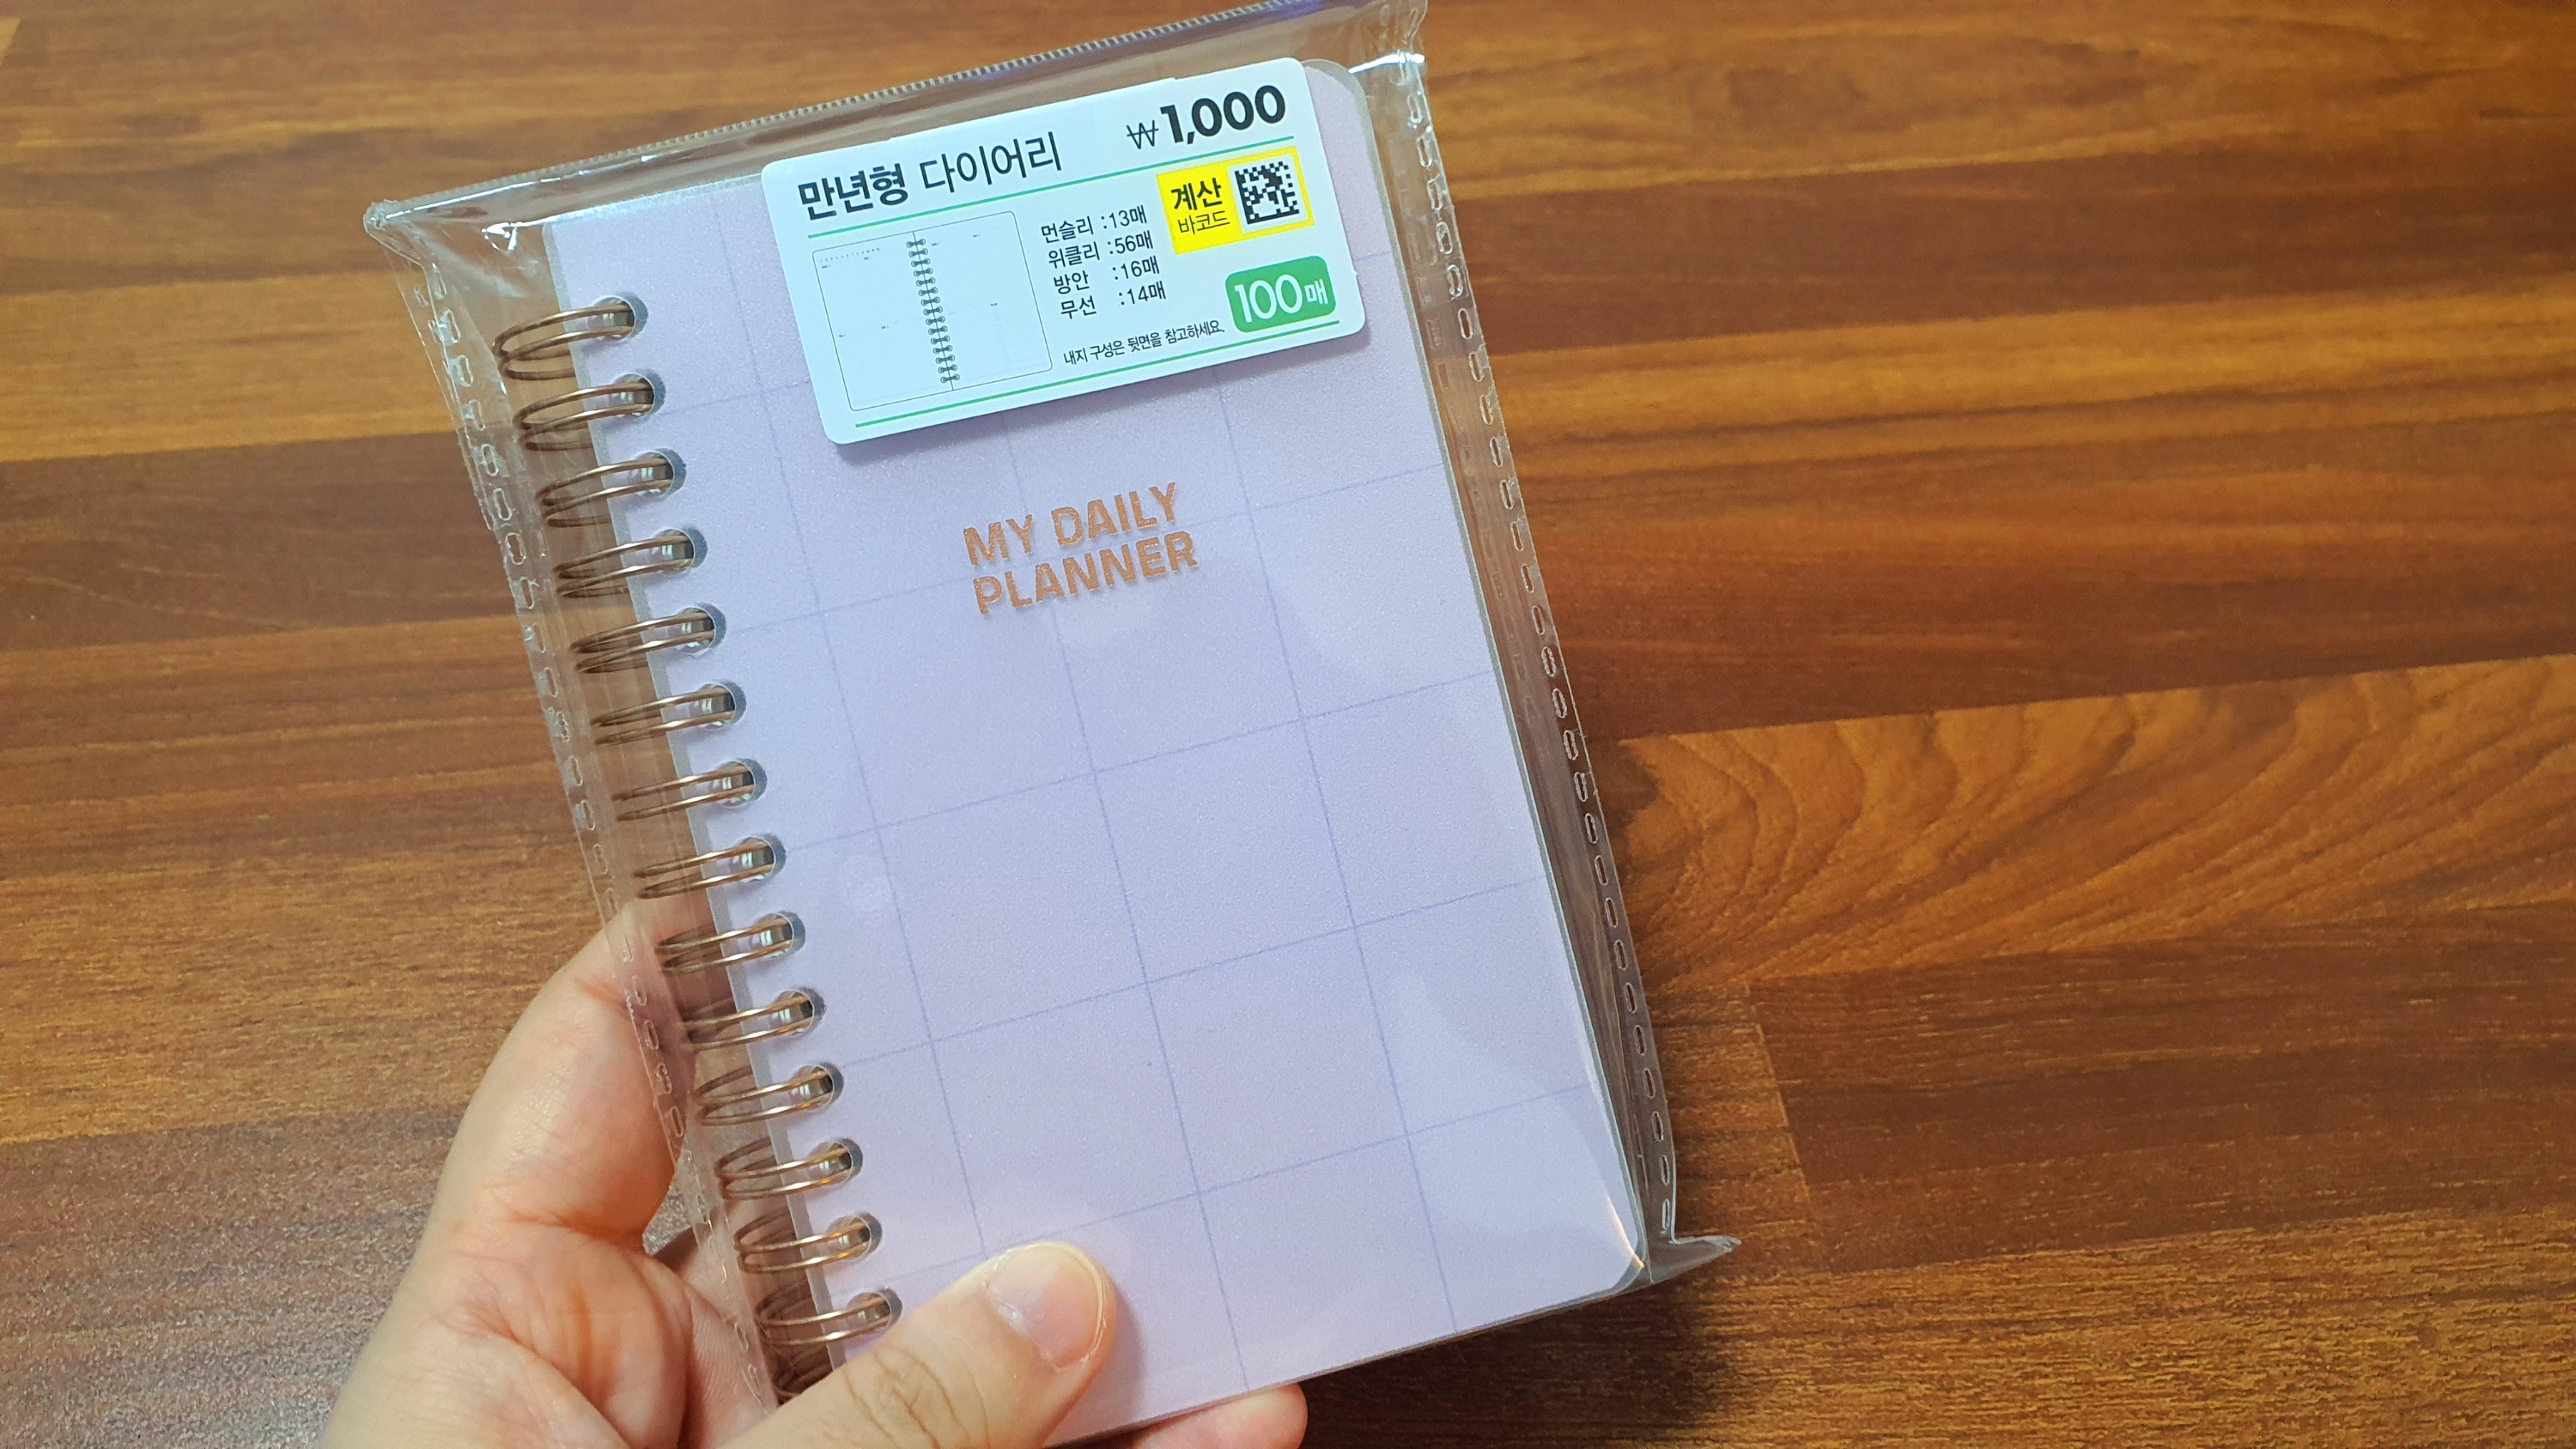 만년형 다이어리
₩1,000
먼슬리 :13매
위클리 :56매
방안 :16매
무선 :14매
계산
바코드
100매
내지 구성은 뒷면을 참고하세요.
MY DAILY
PLANNER